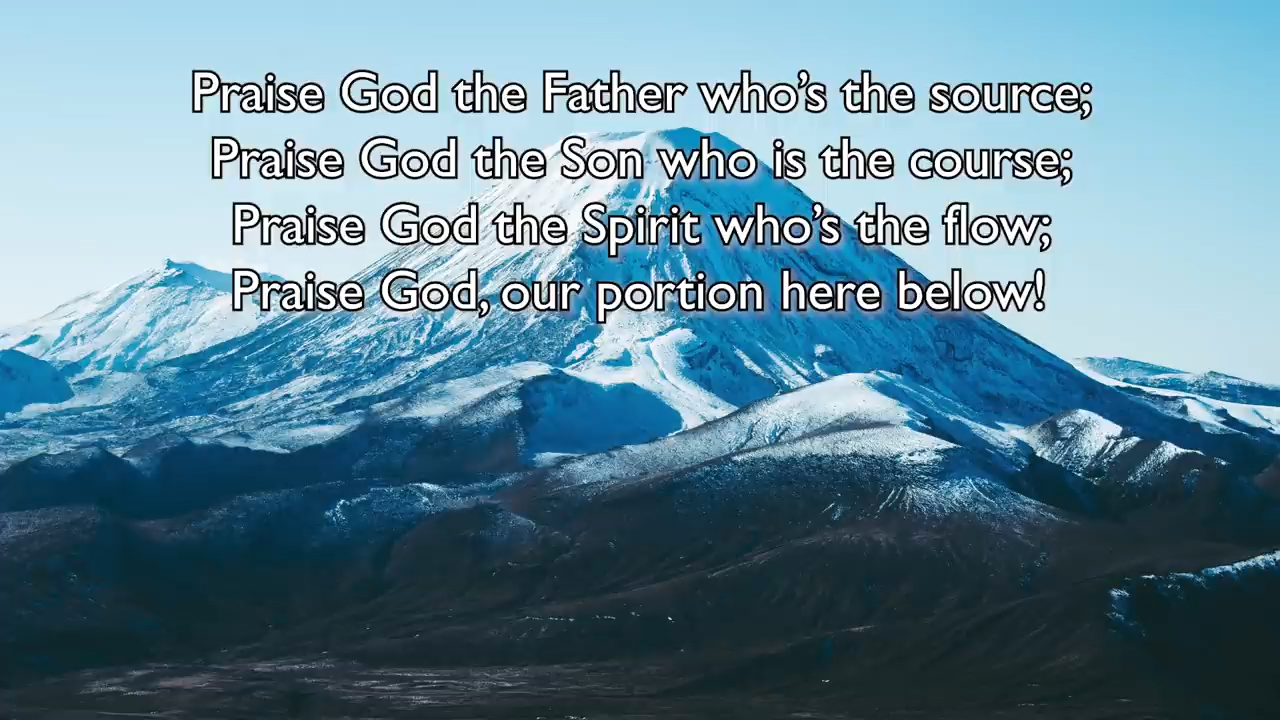 Praise God the Father who’s the source;
Praise God the Son who is the course;
Praise God the Spirit who’s the flow;
Praise God, our portion here below!